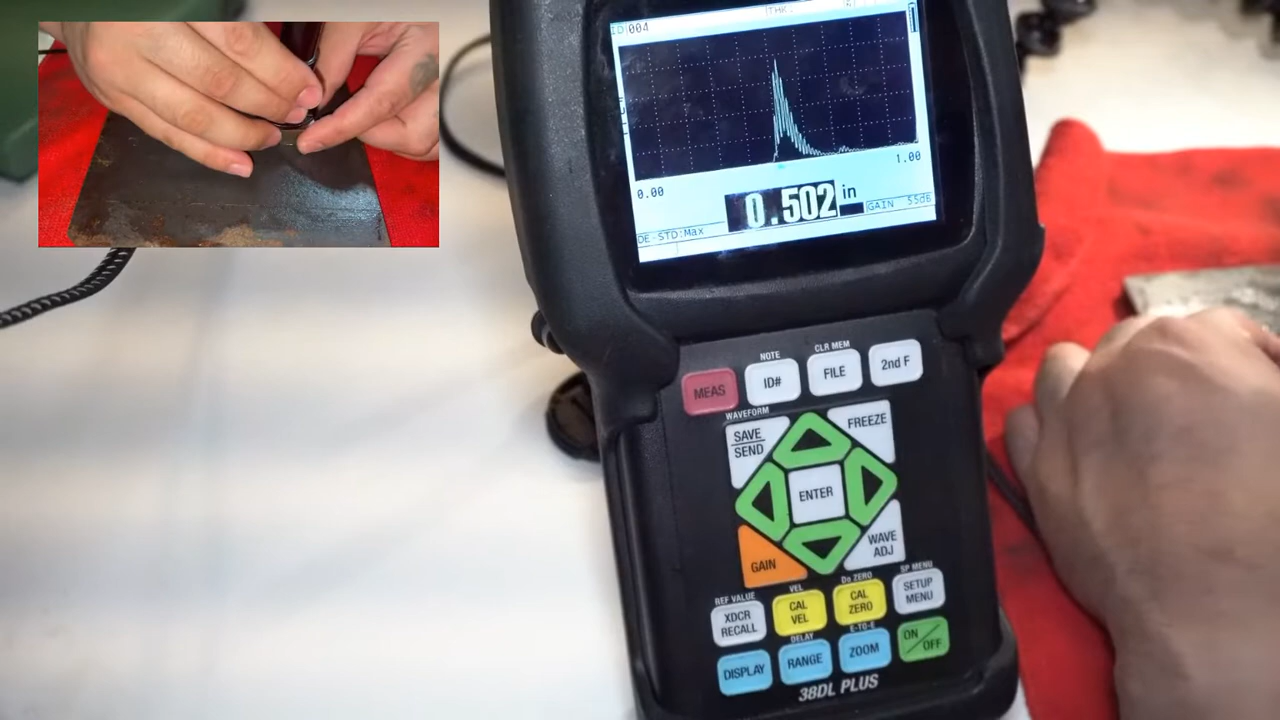 ID 004
THK:
0.00
1.00
0.502 in
GAIN 55dB
DE-STD:Max
NOTE
CLR MEM
MEAS
ID#
FILE
2nd F
WAVEFORM
SAVE
SEND
FREEZE
ENTER
GAIN
WAVE
ADJ
REF VALUE
VEL
Do ZERO
SP MENU
XDCR
RECALL
CAL
VEL
CAL
ZERO
SETUP
MENU
DELAY
E-TO-E
DISPLAY
RANGE
ZOOM
ON/OFF
38DL PLUS